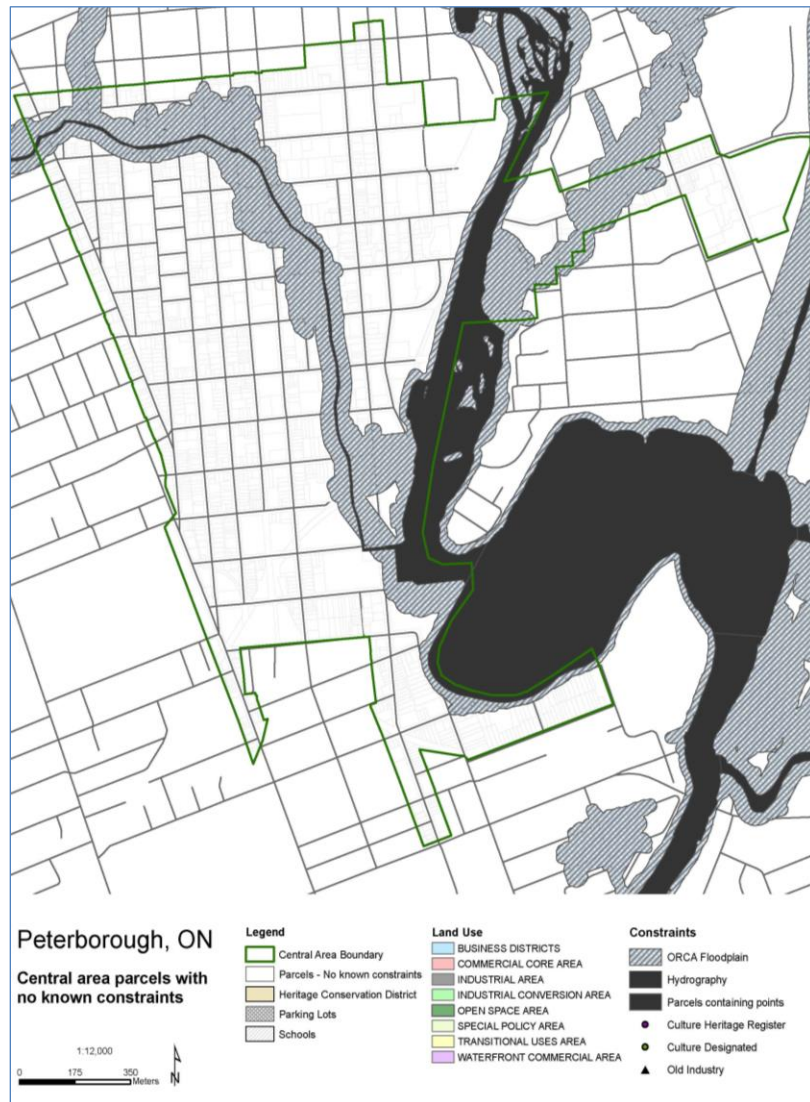 Peterborough, ON
Central area parcels with
no known constraints
1:12,000
0 175 350
Meters
N
Legend
Central Area Boundary
Parcels - No known constraints
Heritage Conservation District
Parking Lots
Schools
Land Use
BUSINESS DISTRICTS
COMMERCIAL CORE AREA
INDUSTRIAL AREA
INDUSTRIAL CONVERSION AREA
OPEN SPACE AREA
SPECIAL POLICY AREA
TRANSITIONAL USES AREA
WATERFRONT COMMERCIAL AREA
Constraints
ORCA Floodplain
Hydrography
Parcels containing points
Culture Heritage Register
Culture Designated
Old Industry